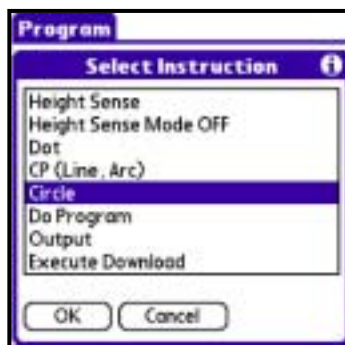 Program
Select Instruction i
Height Sense
Height Sense Mode OFF
Dot
CP (Line, Arc)
Circle
Do Program
Output
Execute Download
OK Cancel